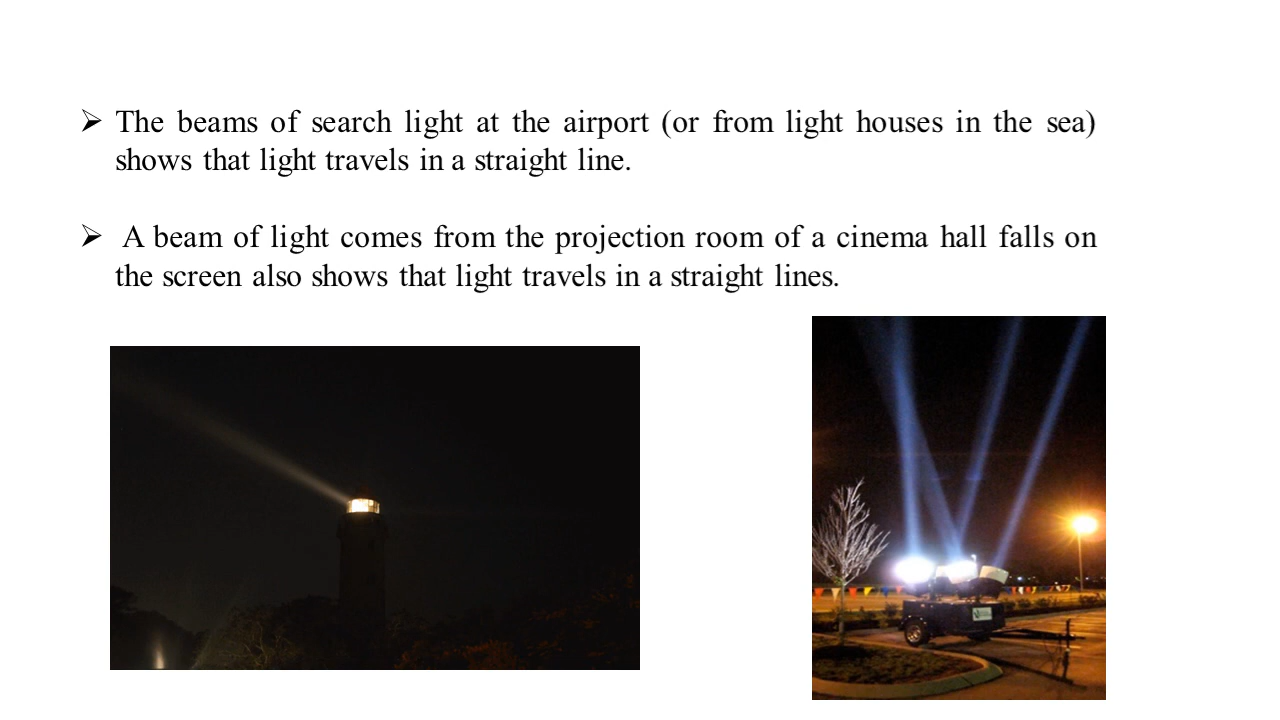 ➢ The beams of search light at the airport (or from light houses in the sea)
shows that light travels in a straight line.
➢ A beam of light comes from the projection room of a cinema hall falls on
the screen also shows that light travels in a straight lines.